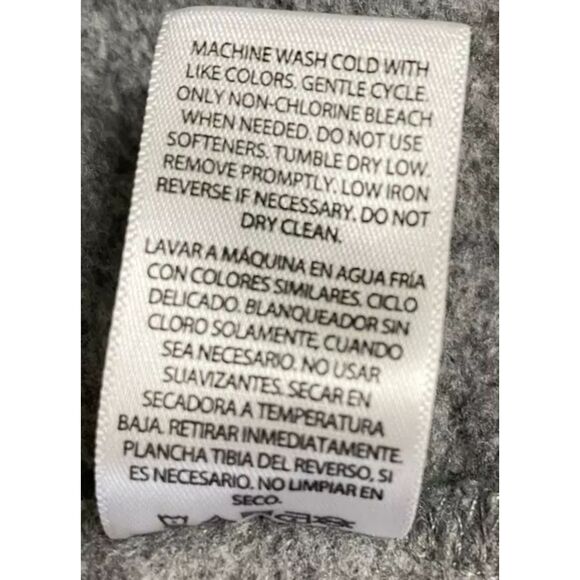 MACHINE WASH COLD WITH
LIKE COLORS. GENTLE CYCLE.
ONLY NON-CHLORINE BLEACH
WHEN NEEDED. DO NOT USE
SOFTENERS. TUMBLE DRY LOW.
REMOVE PROMPTLY. LOW IRON
REVERSE IF NECESSARY. DO NOT
DRY CLEAN.
LAVAR A MÁQUINA EN AGUA FRÍA
CON COLORES SIMILARES. CICLO
DELICADO. BLANQUEADOR SIN
CLORO SOLAMENTE, CUANDO
SEA NECESARIO. NO USAR
SUAVIZANTES. SECAR EN
SECADORA A TEMPERATURA
BAJA. RETIRAR INMEDIATAMENTE.
PLANCHA TIBIA DEL REVERSO, SI
ES NECESARIO. NO LIMPIAR EN
SECO.